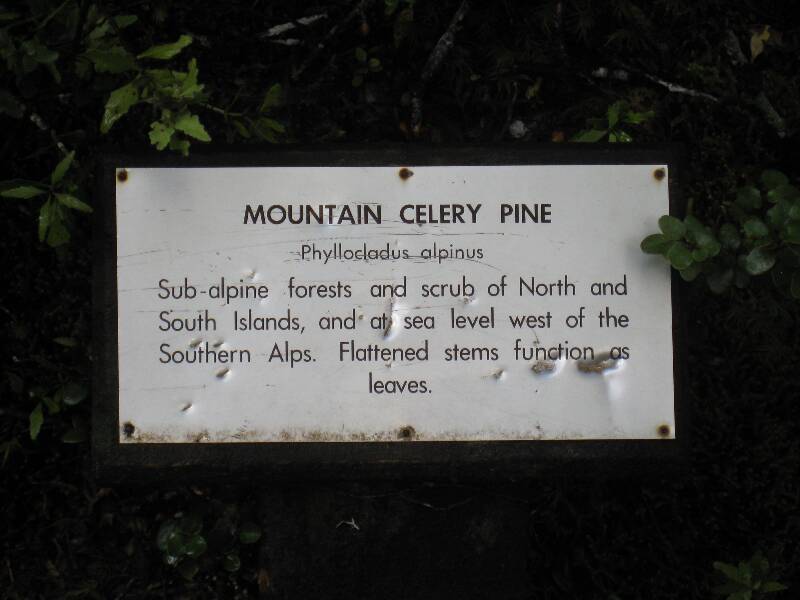 MOUNTAIN CELERY PINE
Phyllocladus alpinus
Sub-alpine forests and scrub of North and
South Islands, and at sea level west of the
Southern Alps. Flattened stems function as
leaves.